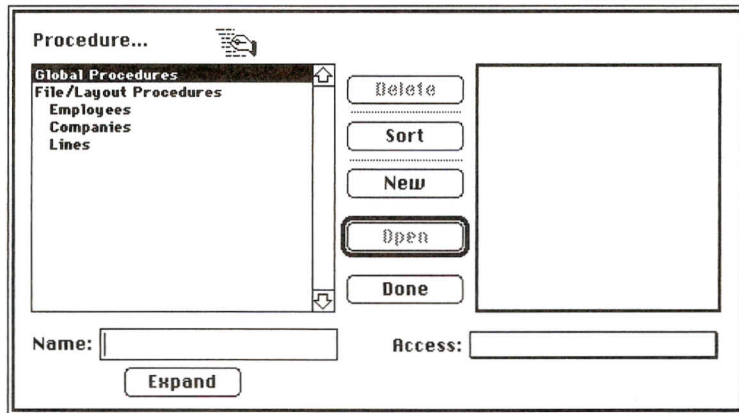 Procedure...
Global Procedures
File/Layout Procedures
Employees
Companies
Lines
Delete
Sort
New
Open
Done
Name:
Access:
Expand